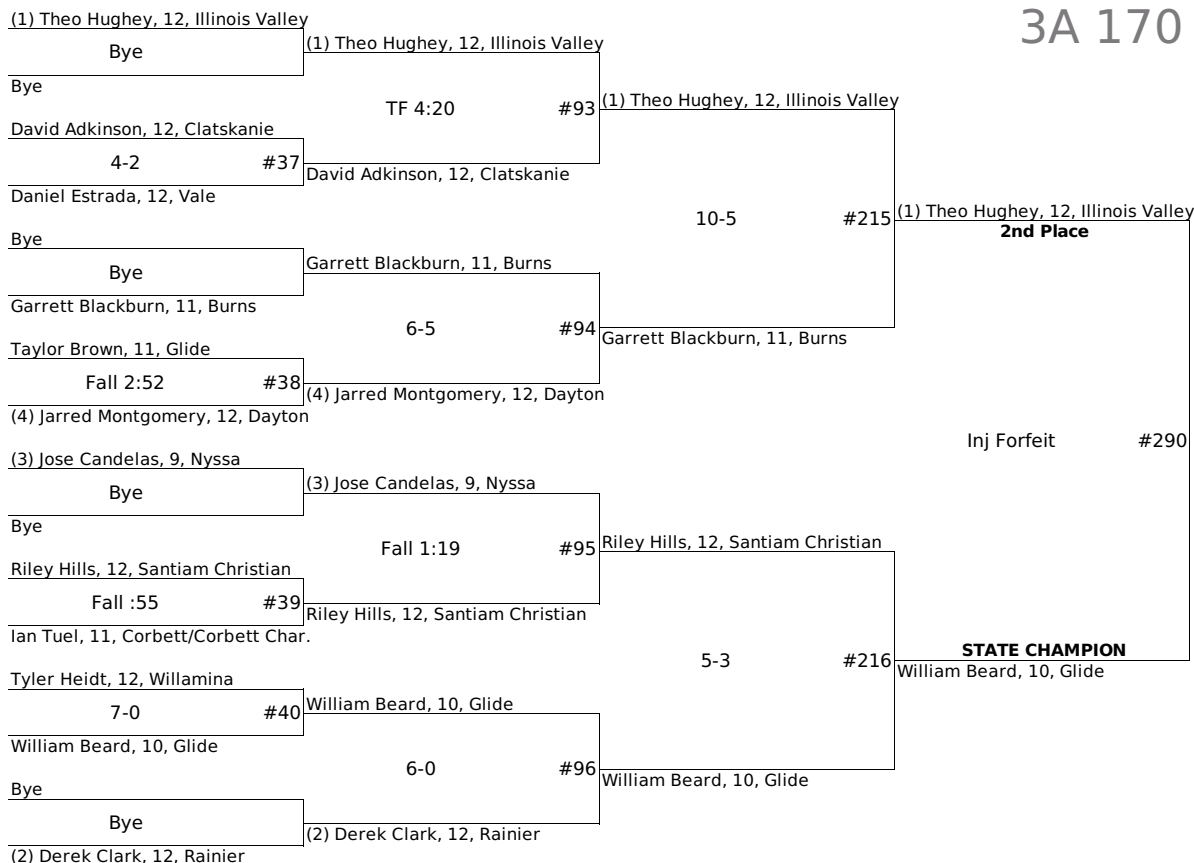 3A 170
(1) Theo Hughey, 12, Illinois Valley
Bye
Bye
David Adkinson, 12, Clatskanie
4-2 #37
Daniel Estrada, 12, Vale
Bye
Bye
Garrett Blackburn, 11, Burns
Taylor Brown, 11, Glide
Fall 2:52 #38
(4) Jarred Montgomery, 12, Dayton
(3) Jose Candelas, 9, Nyssa
Bye
Bye
Riley Hills, 12, Santiam Christian
Fall :55 #39
Ian Tuel, 11, Corbett/Corbett Char.
Tyler Heidt, 12, Willamina
7-0 #40
William Beard, 10, Glide
Bye
Bye
(2) Derek Clark, 12, Rainier
(1) Theo Hughey, 12, Illinois Valley
TF 4:20 #93
David Adkinson, 12, Clatskanie
Garrett Blackburn, 11, Burns
6-5 #94
(4) Jarred Montgomery, 12, Dayton
(3) Jose Candelas, 9, Nyssa
Fall 1:19 #95
Riley Hills, 12, Santiam Christian
William Beard, 10, Glide
6-0 #96
(2) Derek Clark, 12, Rainier
(1) Theo Hughey, 12, Illinois Valley
10-5 #215
Garrett Blackburn, 11, Burns
Riley Hills, 12, Santiam Christian
5-3 #216
William Beard, 10, Glide
(1) Theo Hughey, 12, Illinois Valley
2nd Place
Inj Forfeit #290
STATE CHAMPION
William Beard, 10, Glide